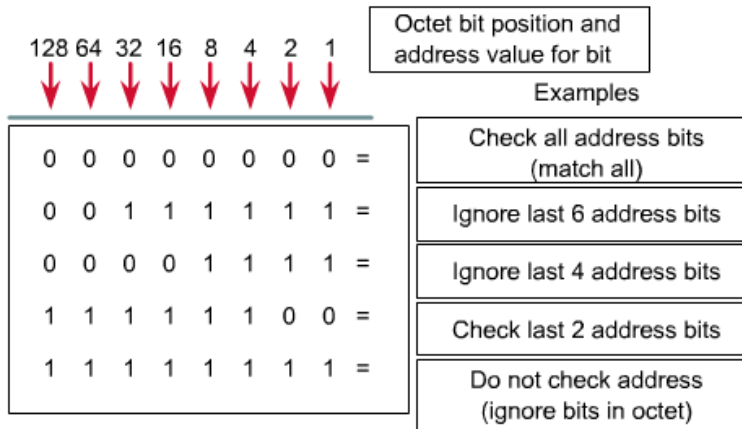 Octet bit position and
address value for bit
128 64 32 16 8 4 2 1
Examples
0 0 0 0 0 0 0 0 =
Check all address bits
(match all)
0 0 1 1 1 1 1 1 =
Ignore last 6 address bits
0 0 0 0 1 1 1 1 =
Ignore last 4 address bits
1 1 1 1 1 1 0 0 =
Check last 2 address bits
1 1 1 1 1 1 1 1 =
Do not check address
(ignore bits in octet)